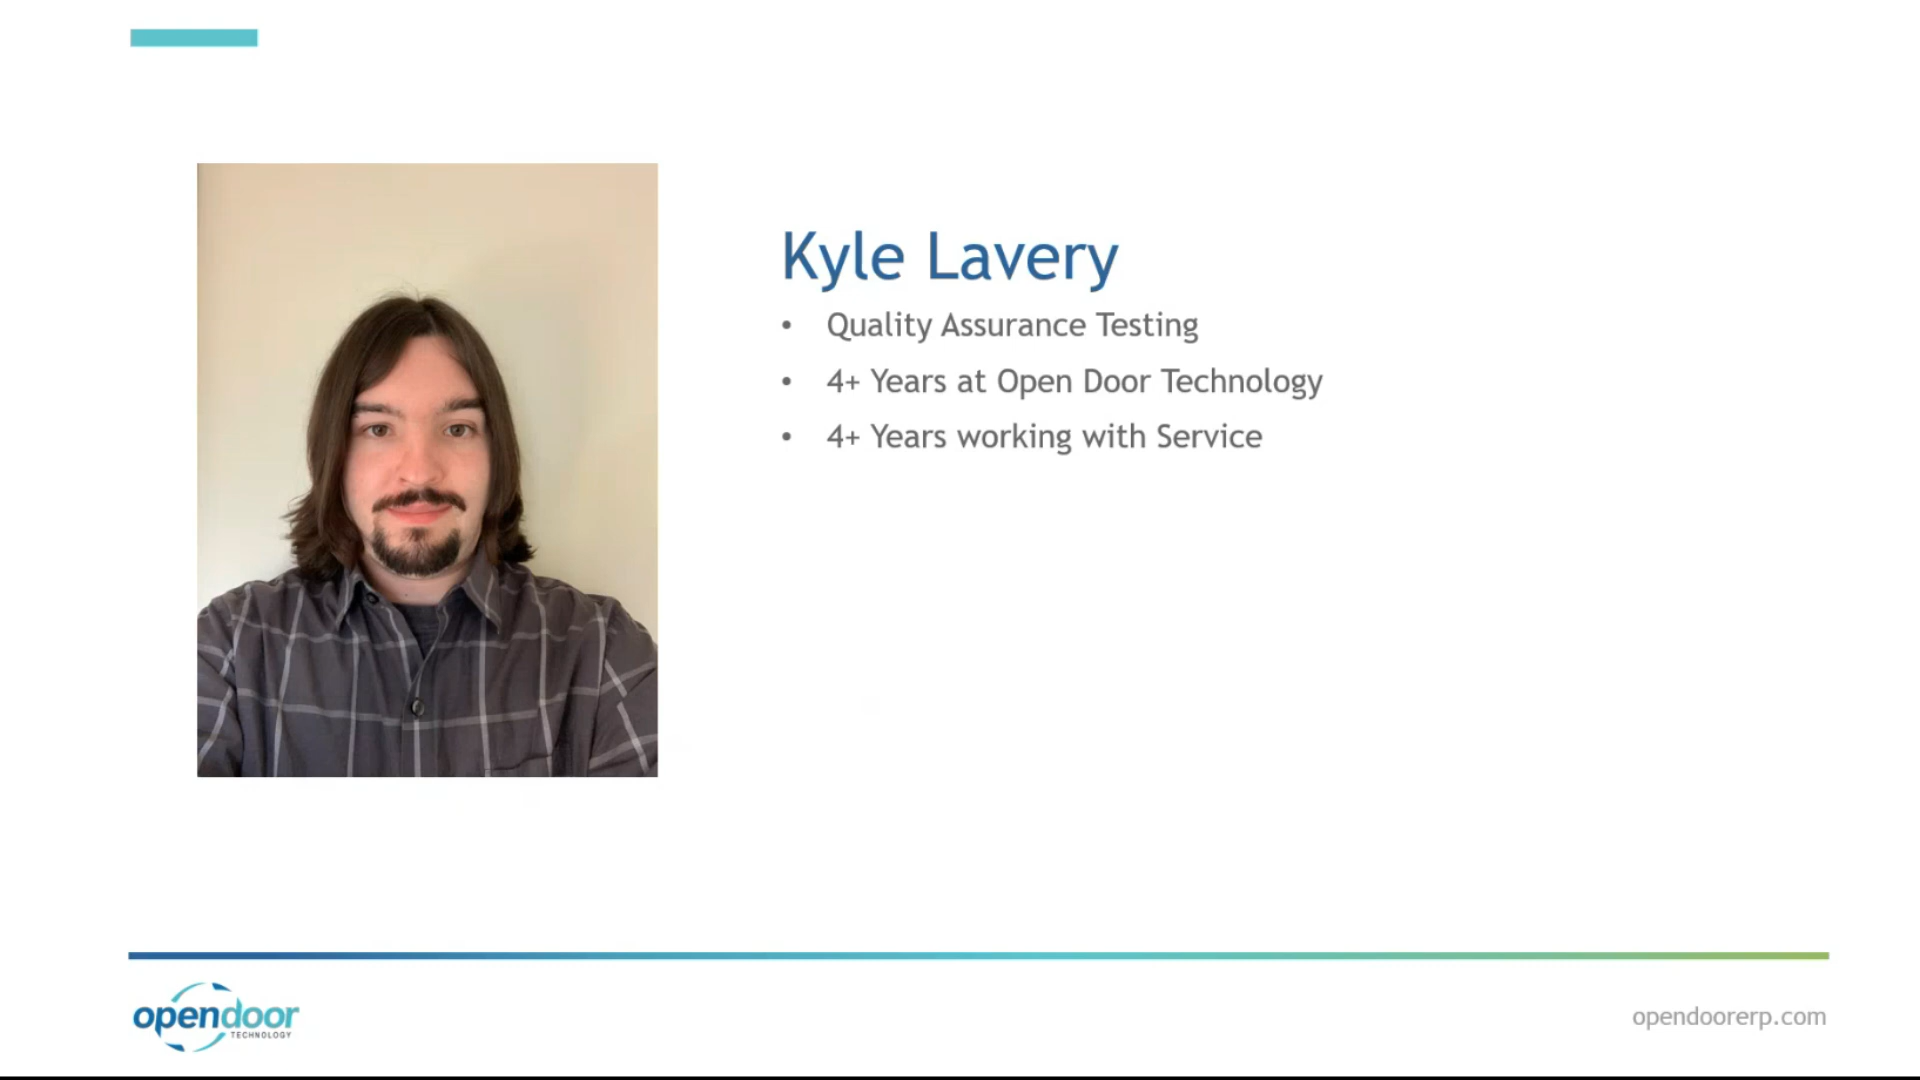 Kyle Lavery
• Quality Assurance Testing
• 4+ Years at Open Door Technology
• 4+ Years working with Service
opendoor
TECHNOLOGY
opendoorerp.com